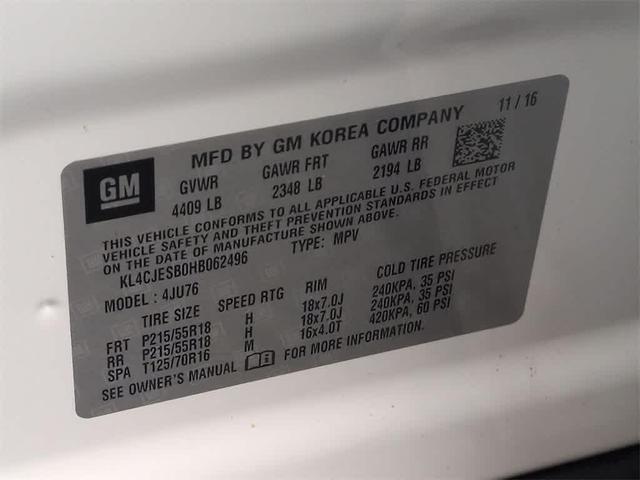 GM
MFD BY GM KOREA COMPANY 11 / 16
GVWR GAWR FRT GAWR RR
4409 LB 2348 LB 2194 LB
THIS VEHICLE CONFORMS TO ALL APPLICABLE U.S. FEDERAL MOTOR
VEHICLE SAFETY AND THEFT PREVENTION STANDARDS IN EFFECT
ON THE DATE OF MANUFACTURE SHOWN ABOVE.
KL4CJESB0HB062496 TYPE: MPV
MODEL : 4JU76
TIRE SIZE SPEED RTG RIM COLD TIRE PRESSURE
FRT P215/55R18 H 18x7.0J 240KPA, 35 PSI
RR P215/55R18 H 18x7.0J 240KPA, 35 PSI
SPA T125/70R16 M 16x4.0T 420KPA, 60 PSI
SEE OWNER'S MANUAL FOR MORE INFORMATION.